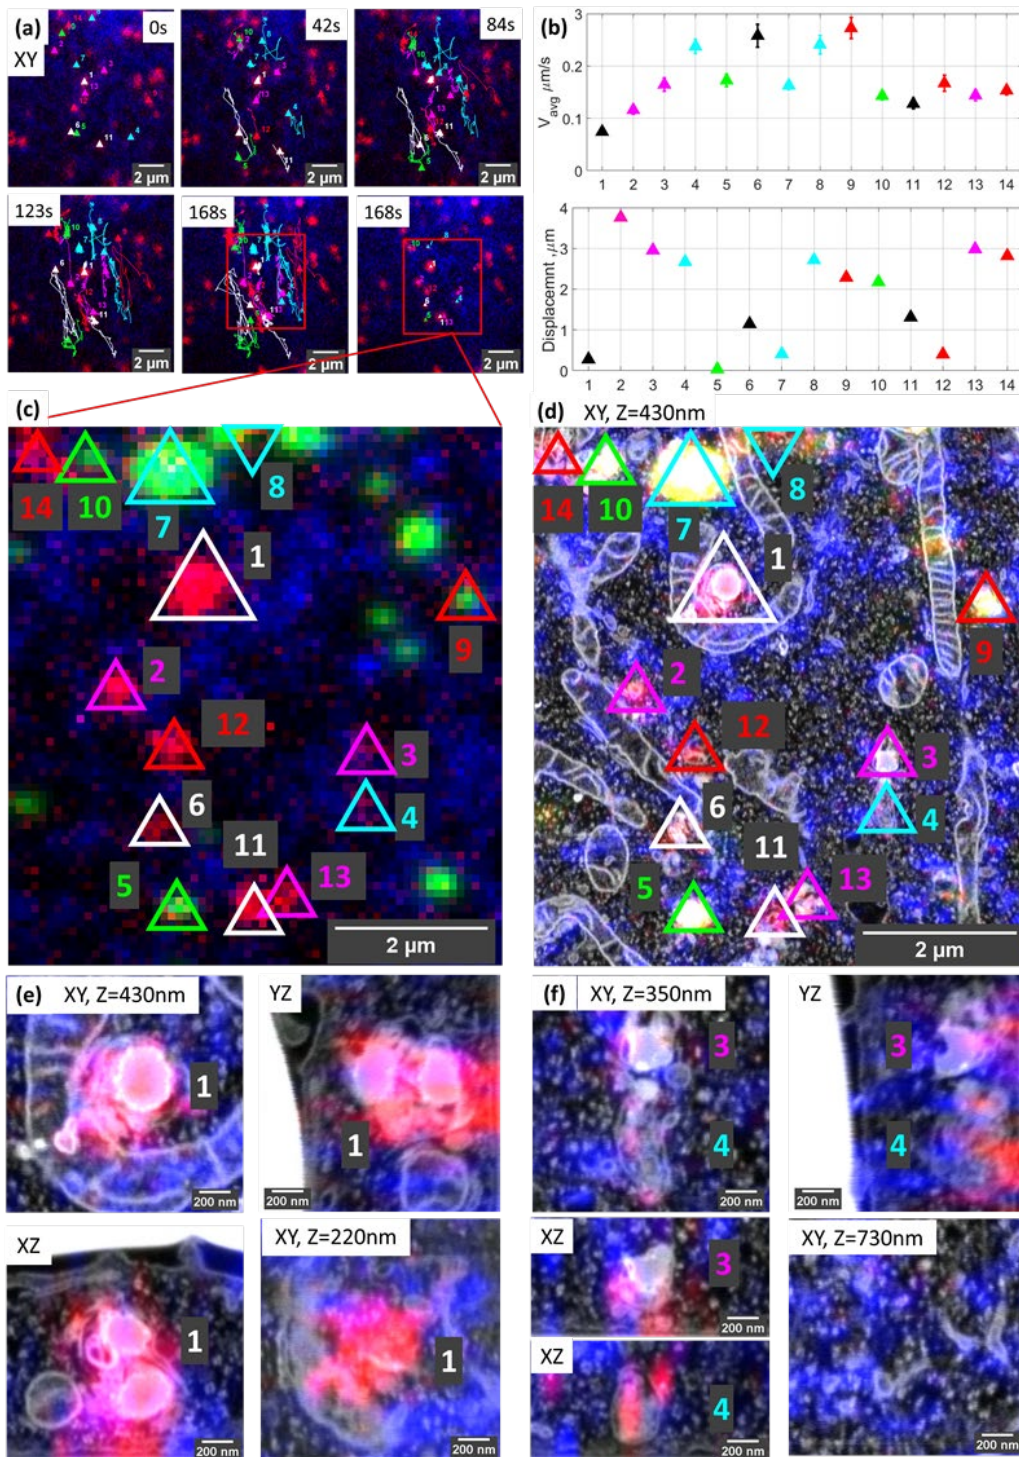 (a)
XY
0s
42s
84s
2 µm
2 µm
2 µm
123s
168s
168s
2 µm
2 µm
2 µm
(b)
Vavg µm/s
0.3
0.2
0.1
0
1 2 3 4 5 6 7 8 9 10 11 12 13 14
Displacemnt ,µm
4
3
2
1
0
1 2 3 4 5 6 7 8 9 10 11 12 13 14
(c)
14
10
7
8
1
9
2
12
3
6
4
11
5
13
2 µm
(d)
XY, Z=430nm
14
10
7
8
1
9
2
12
3
6
4
11
5
13
2 µm
(e)
XY, Z=430nm
1
200 nm
YZ
1
200 nm
XZ
1
200 nm
XY, Z=220nm
1
200 nm
(f)
XY, Z=350nm
3
4
200 nm
YZ
3
4
200 nm
XZ
3
200 nm
XZ
4
200 nm
XY, Z=730nm
200 nm